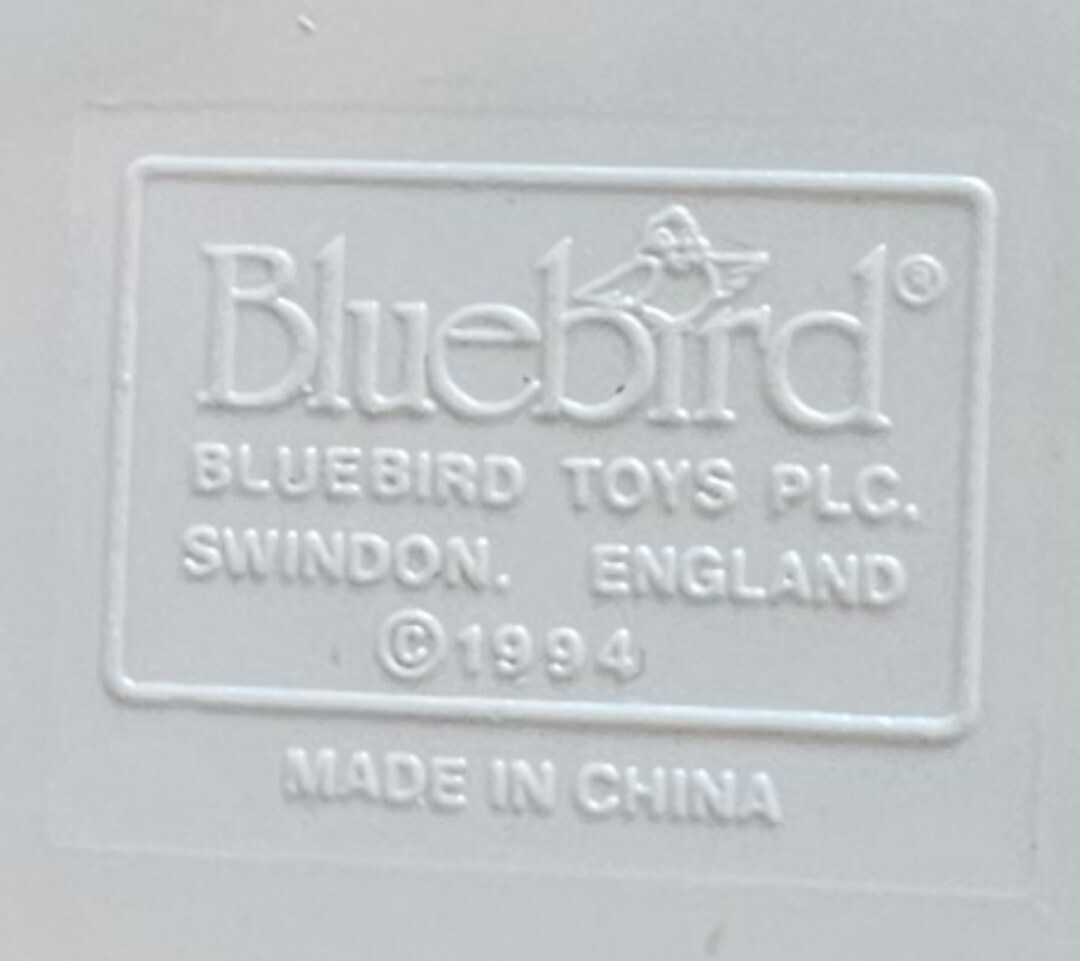 Bluebird®
BLUEBIRD TOYS PLC.
SWINDON. ENGLAND
©1994
MADE IN CHINA